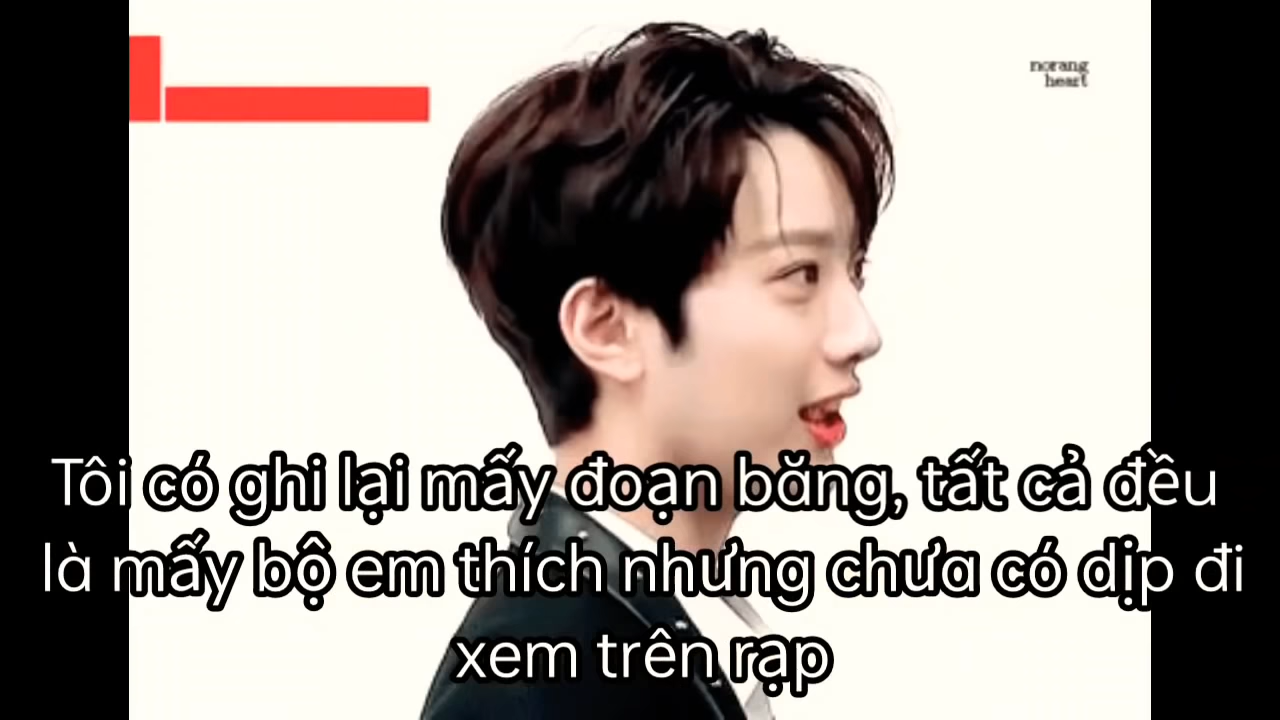 norang
heart
Tôi có ghi lại mấy đoạn băng, tất cả đều
là mấy bộ em thích nhưng chưa có dịp đi
xem trên rạp